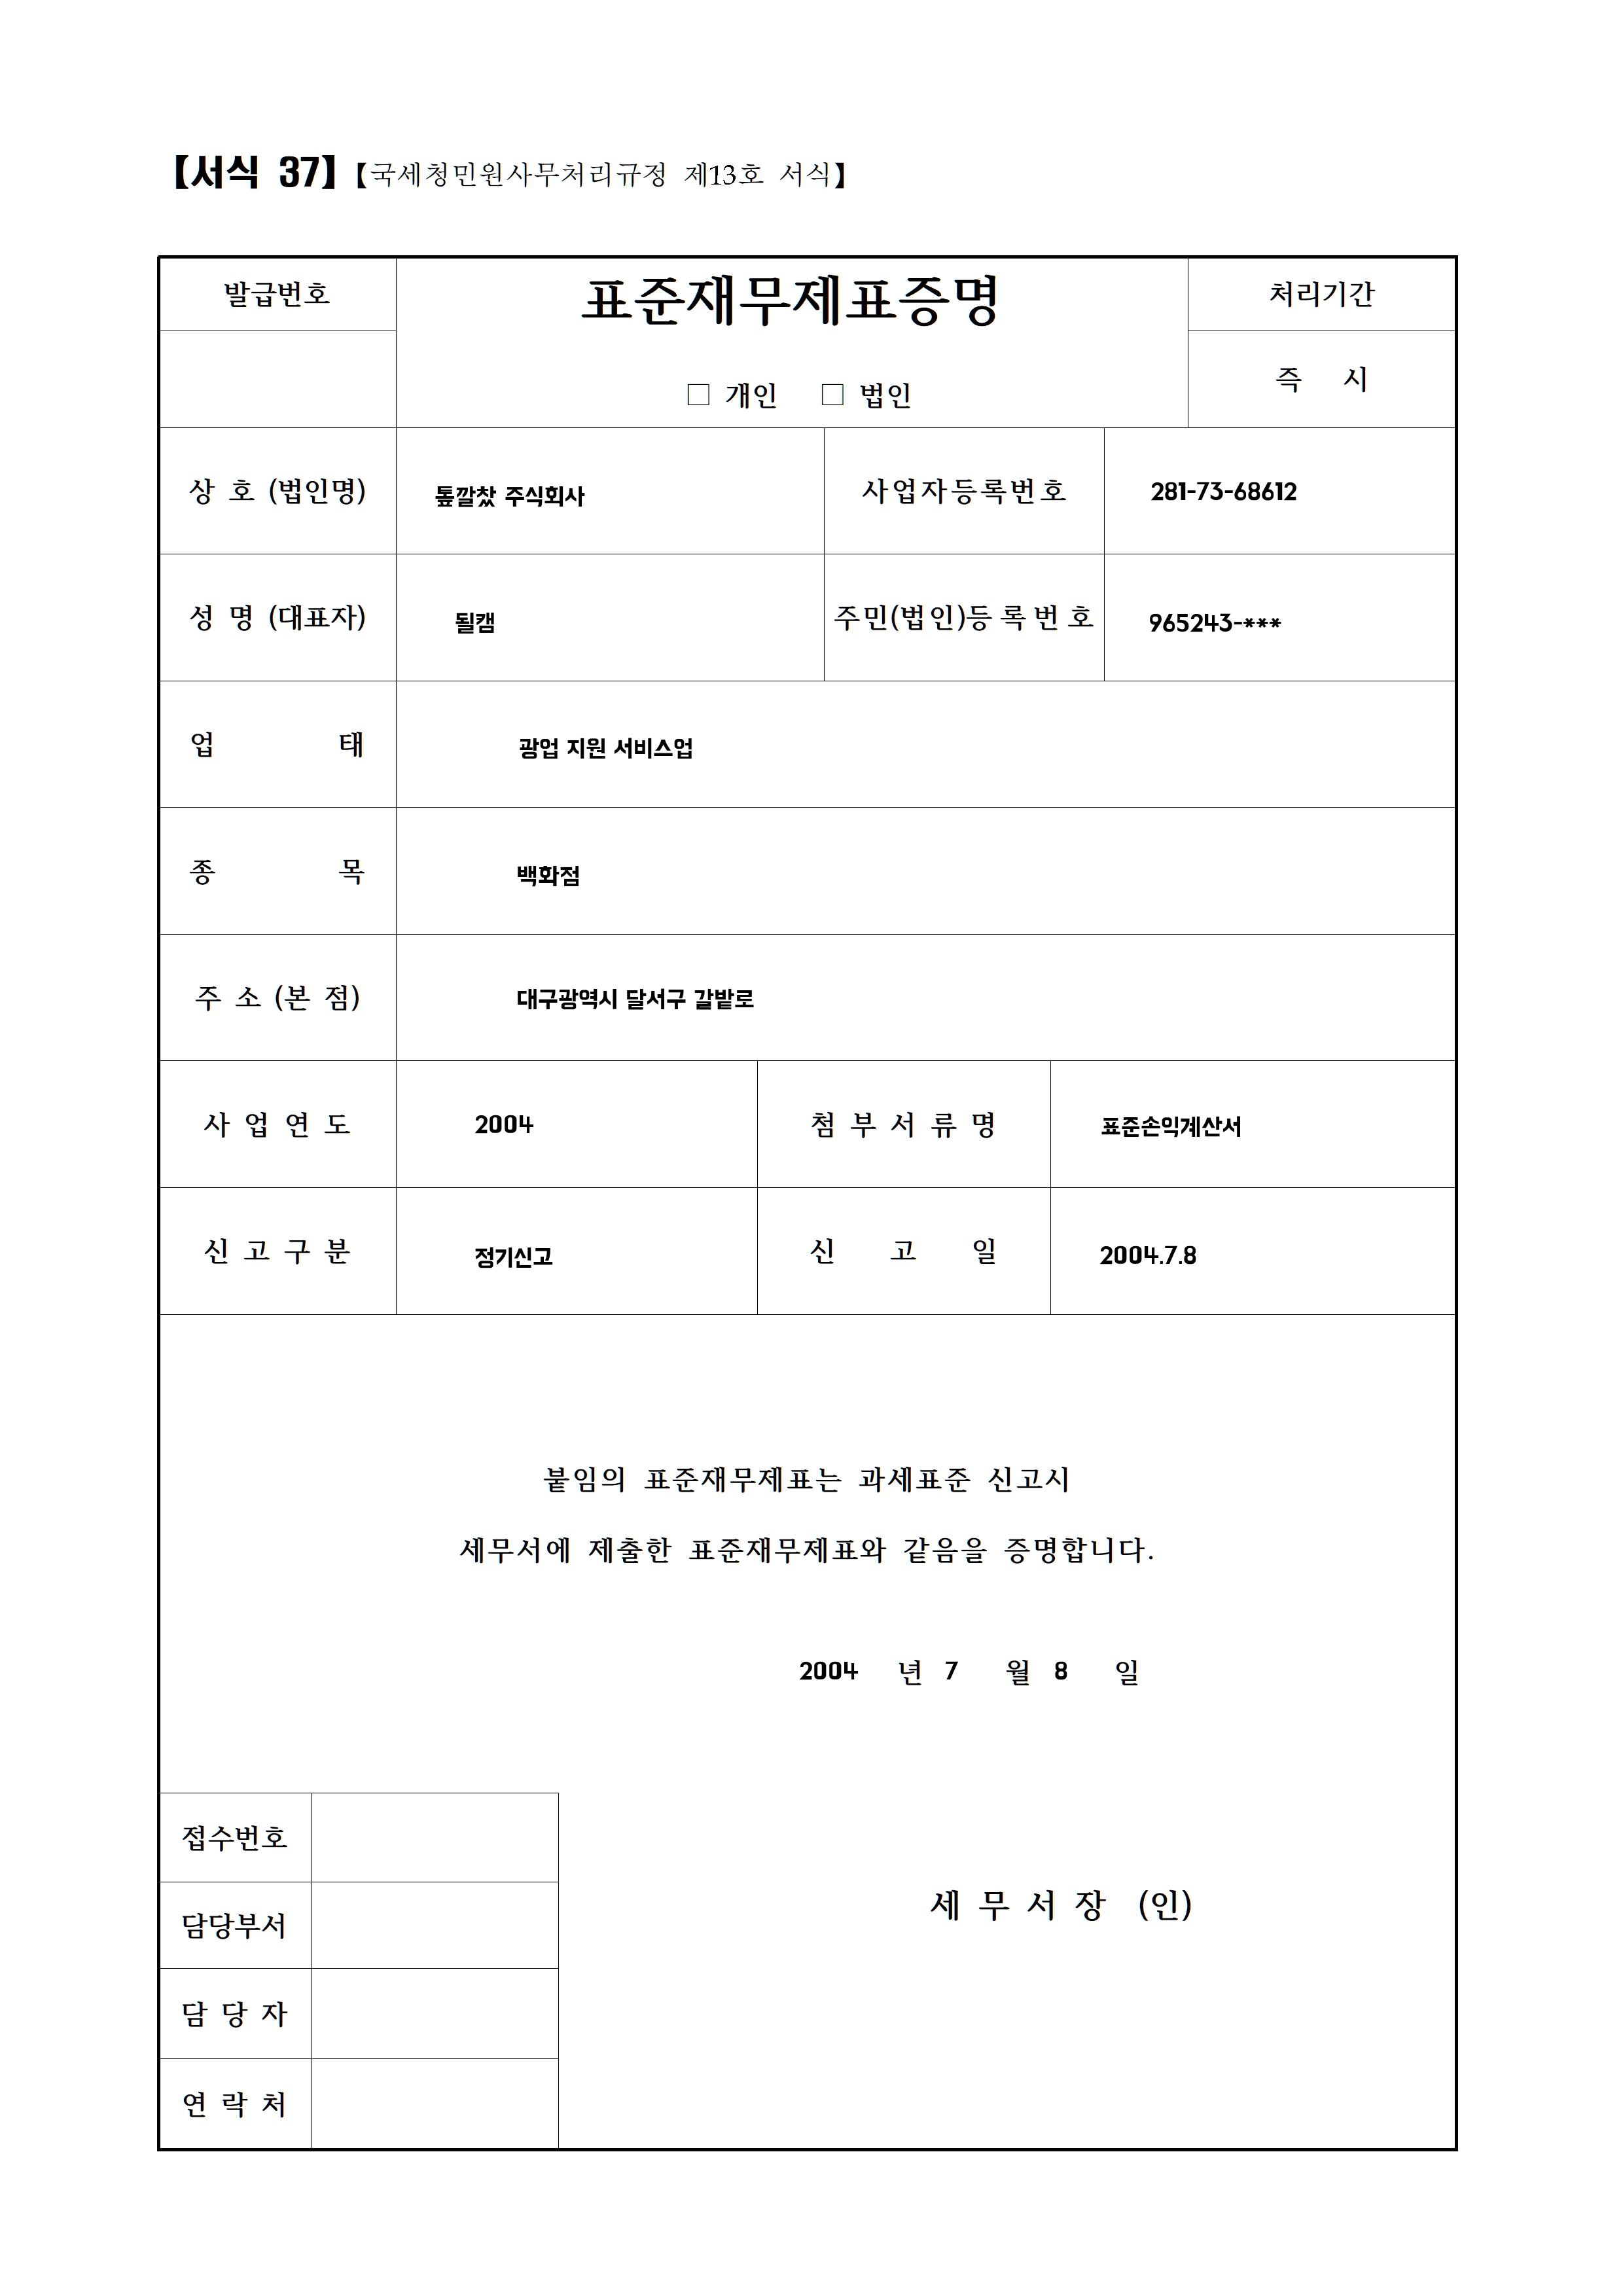 【서식 37】【국세청민원사무처리규정 제13호 서식】
발급번호
표준재무제표증명
처리기간
□ 개인 □ 법인
즉 시
상 호 (법인명) 톺깔찼 주식회사 사업자등록번호 281-73-68612
성 명 (대표자) 될캠 주민(법인)등록번호 965243-***
업 태 광업 지원 서비스업
종 목 백화점
주 소 (본 점) 대구광역시 달서구 갈밭로
사 업 연 도 2004 첨 부 서 류 명 표준손익계산서
신 고 구 분 정기신고 신 고 일 2004.7.8
붙임의 표준재무제표는 과세표준 신고시
세무서에 제출한 표준재무제표와 같음을 증명합니다.
2004 년 7 월 8 일
접수번호
담당부서
세 무 서 장 (인)
담 당 자
연 락 처